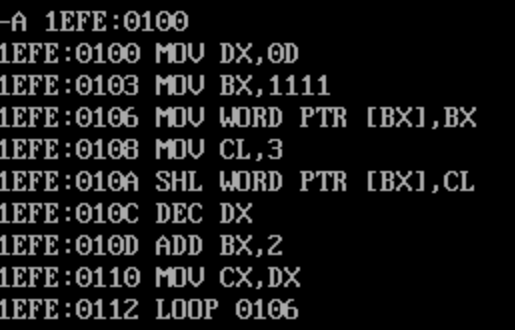 -A 1EFE:0100
1EFE:0100 MOV DX,0D
1EFE:0103 MOV BX,1111
1EFE:0106 MOV WORD PTR [BX],BX
1EFE:0108 MOV CL,3
1EFE:010A SHL WORD PTR [BX],CL
1EFE:010C DEC DX
1EFE:010D ADD BX,2
1EFE:0110 MOV CX,DX
1EFE:0112 LOOP 0106